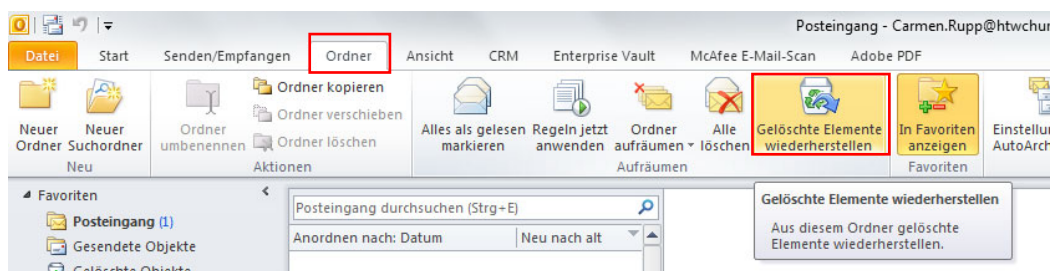 Posteingang - Carmen.Rupp@htwchur
Datei Start Senden/Empfangen Ordner Ansicht CRM Enterprise Vault McAfee E-Mail-Scan Adobe PDF
Neuer Ordner
Neuer Suchordner
Ordner umbenennen
Ordner kopieren
Ordner verschieben
Ordner löschen
Alles als gelesen markieren
Regeln jetzt anwenden
Ordner aufräumen
Alle löschen
Gelöschte Elemente wiederherstellen
In Favoriten anzeigen
Neu Aktionen Aufräumen Favoriten
Favoriten
Posteingang (1)
Gesendete Objekte
Gelöschte Objekte
Posteingang durchsuchen (Strg+E)
Anordnen nach: Datum Neu nach alt
Gelöschte Elemente wiederherstellen
Aus diesem Ordner gelöschte
Elemente wiederherstellen.